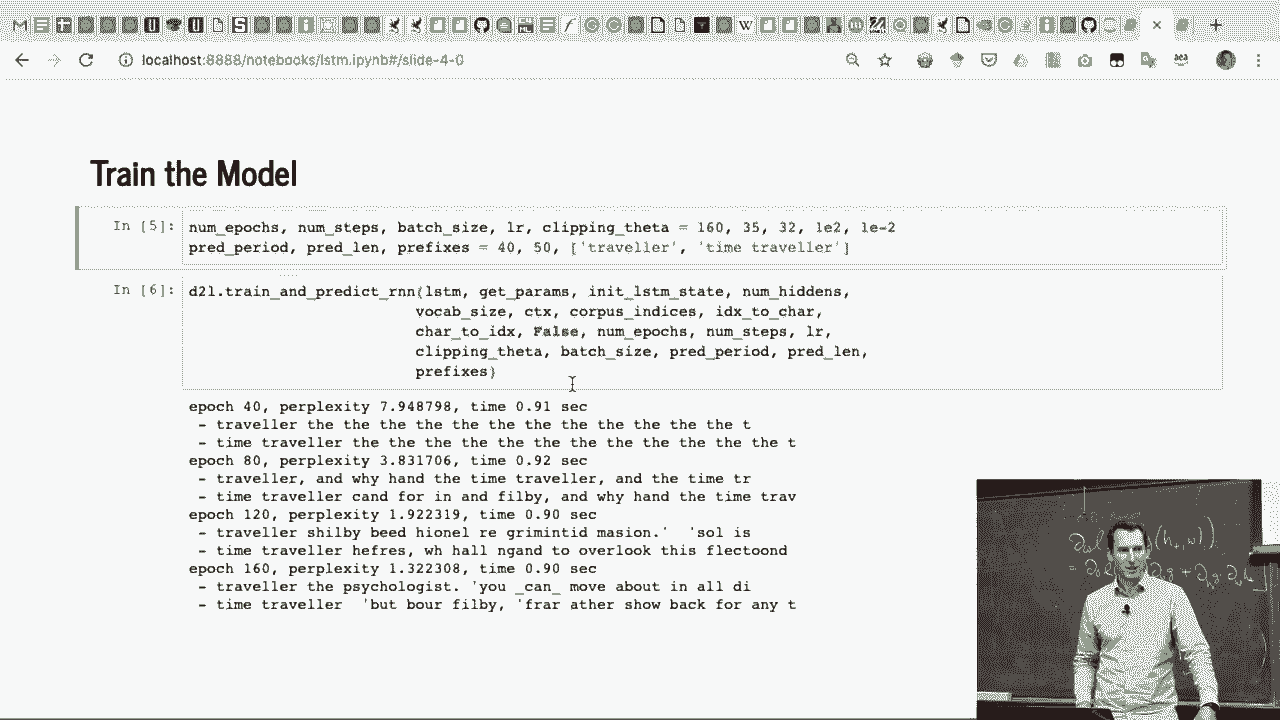 localhost:8888/notebooks/lstm.ipynb#/slide-4-0
Train the Model
In [5]: num_epochs, num_steps, batch_size, lr, clipping_theta = 160, 35, 32, 1e2, 1e-2
pred_period, pred_len, prefixes = 40, 50, ['traveller', 'time traveller']
In [6]: d2l.train_and_predict_rnn(lstm, get_params, init_lstm_state, num_hiddens,
vocab_size, ctx, corpus_indices, idx_to_char,
char_to_idx, False, num_epochs, num_steps, lr,
clipping_theta, batch_size, pred_period, pred_len,
prefixes)
epoch 40, perplexity 7.948798, time 0.91 sec
- traveller the the the the the the the the the the the the t
- time traveller the the the the the the the the the the the the t
epoch 80, perplexity 3.831706, time 0.92 sec
- traveller, and why hand the time traveller, and the time tr
- time traveller cand for in and filby, and why hand the time trav
epoch 120, perplexity 1.922319, time 0.90 sec
- traveller shilby beed hionel re grimintid masion.'  'sol is
- time traveller hefres, wh hall ngand to overlook this flectoond
epoch 160, perplexity 1.322308, time 0.90 sec
- traveller the psychologist. 'you _can_ move about in all di
- time traveller  'but bour filby, 'frar ather show back for any t